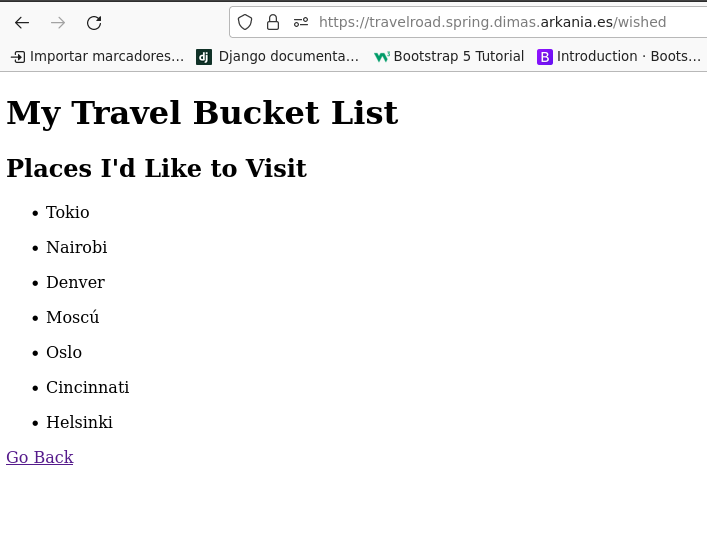 https://travelroad.spring.dimas.arkania.es/wished
Importar marcadores... dj Django documenta... W3 Bootstrap 5 Tutorial B Introduction · Boots...
My Travel Bucket List
Places I'd Like to Visit
• Tokio
• Nairobi
• Denver
• Moscú
• Oslo
• Cincinnati
• Helsinki
Go Back